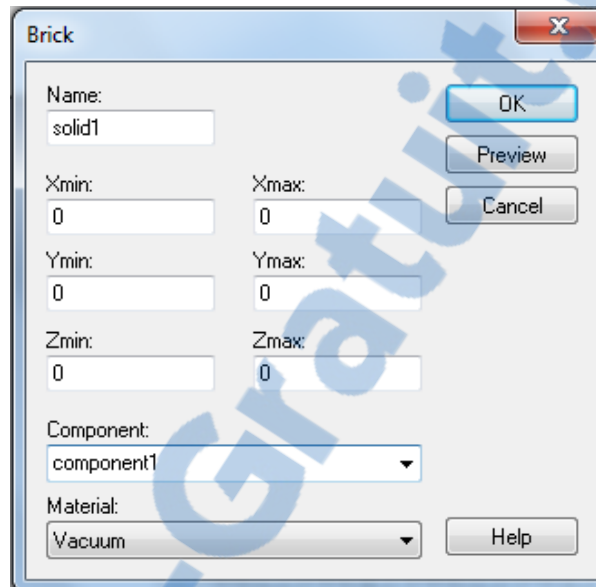 Brick
Name:
solid1
OK
Preview
Cancel
Xmin: Xmax:
0 0
Ymin: Ymax:
0 0
Zmin: Zmax:
0 0
Component:
component1
Material:
Vacuum
Help
-Gratuit.